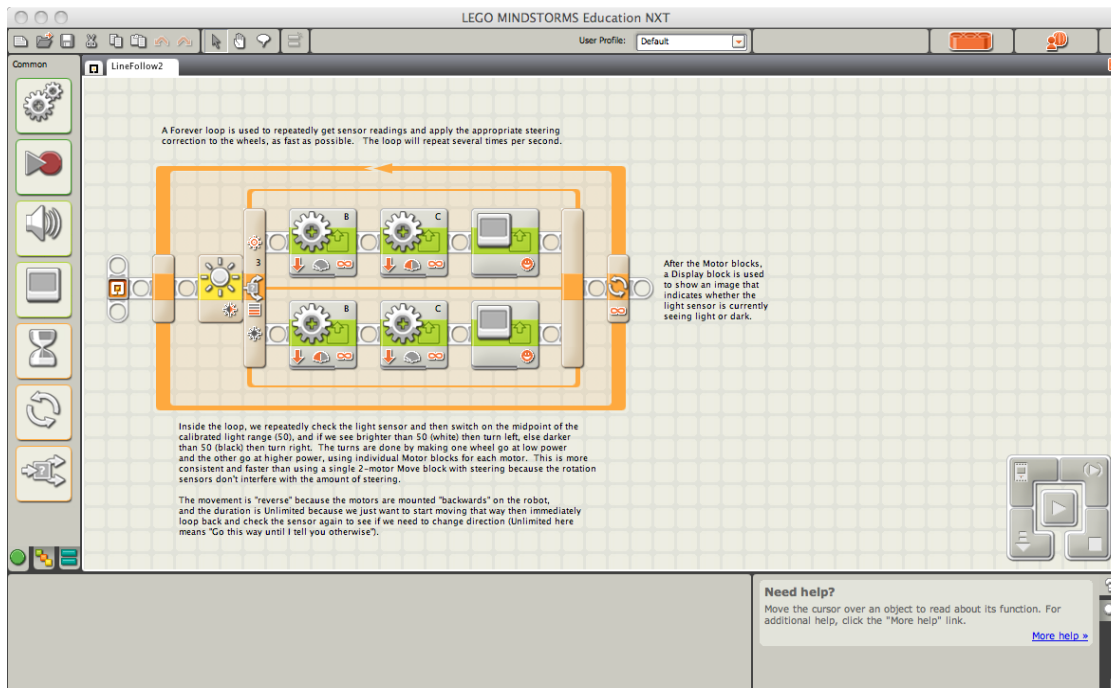 LEGO MINDSTORMS Education NXT
User Profile: Default
Common
LineFollow2
A Forever loop is used to repeatedly get sensor readings and apply the appropriate steering
correction to the wheels, as fast as possible.  The loop will repeat several times per second.
B
C
3
B
C
After the Motor blocks,
a Display block is used
to show an image that
indicates whether the
light sensor is currently
seeing light or dark.
Inside the loop, we repeatedly check the light sensor and then switch on the midpoint of the
calibrated light range (50), and if we see brighter than 50 (white) then turn left, else darker
than 50 (black) then turn right.  The turns are done by making one wheel go at low power
and the other go at higher power, using individual Motor blocks for each motor.  This is more
consistent and faster than using a single 2-motor Move block with steering because the rotation
sensors don't interfere with the amount of steering.
The movement is "reverse" because the motors are mounted "backwards" on the robot,
and the duration is Unlimited because we just want to start moving that way then immediately
loop back and check the sensor again to see if we need to change direction (Unlimited here
means "Go this way until I tell you otherwise").
Need help?
Move the cursor over an object to read about its function. For
additional help, click the "More help" link.
More help »